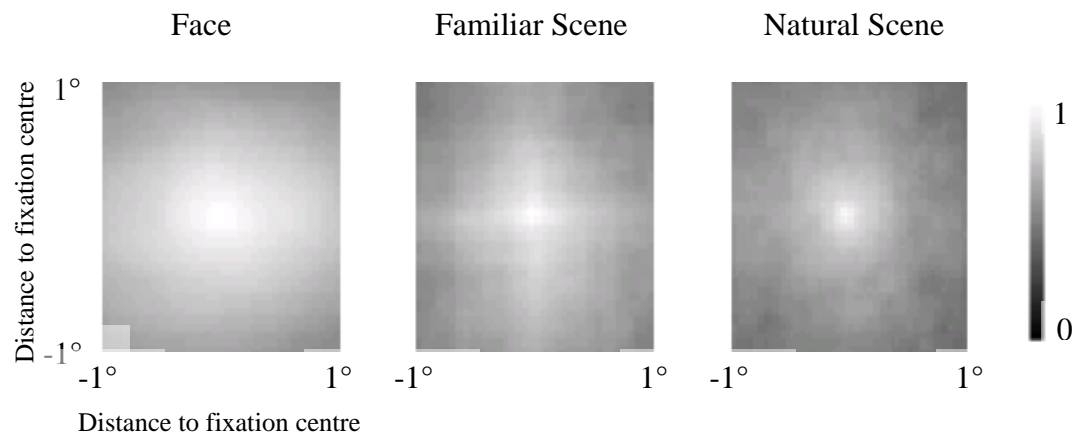 Face Familiar Scene Natural Scene
Distance to fixation centre
1°
-1°
-1° 1° -1° 1° -1° 1°
Distance to fixation centre
1
0